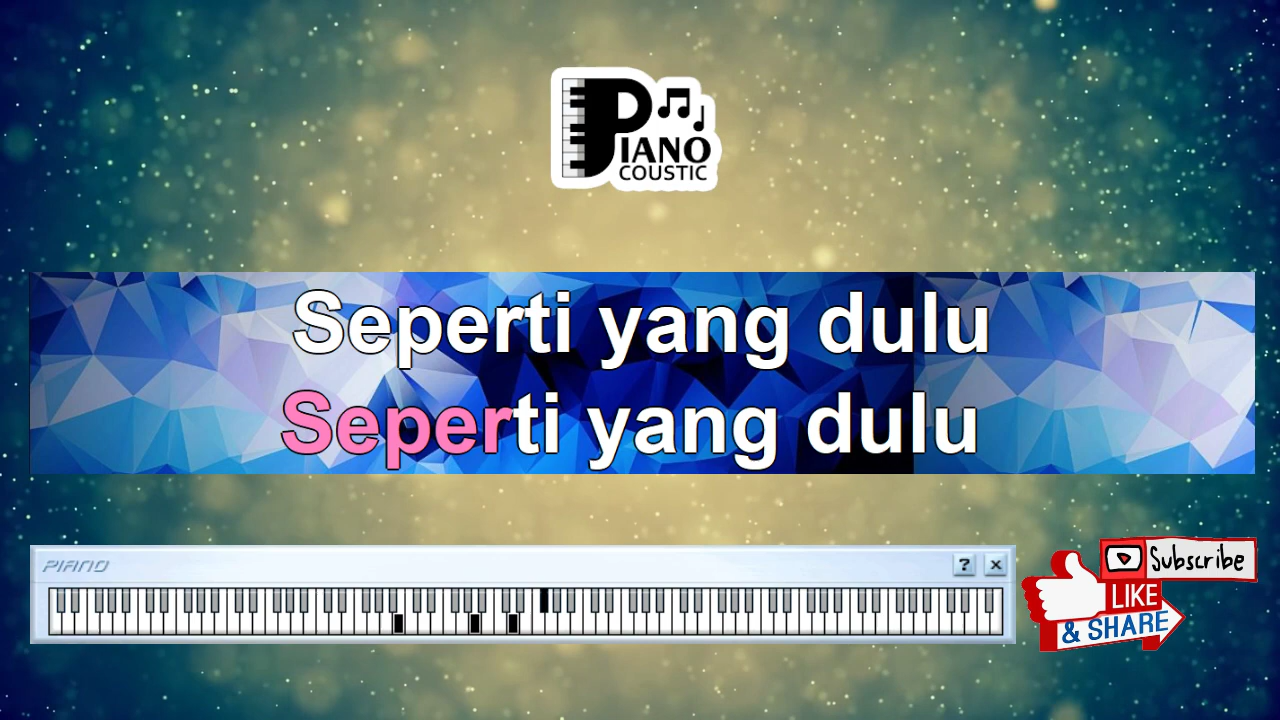 PIANO
COUSTIC
Seperti yang dulu
Seperti yang dulu
PIANO
? x
Subscribe
LIKE
& SHARE